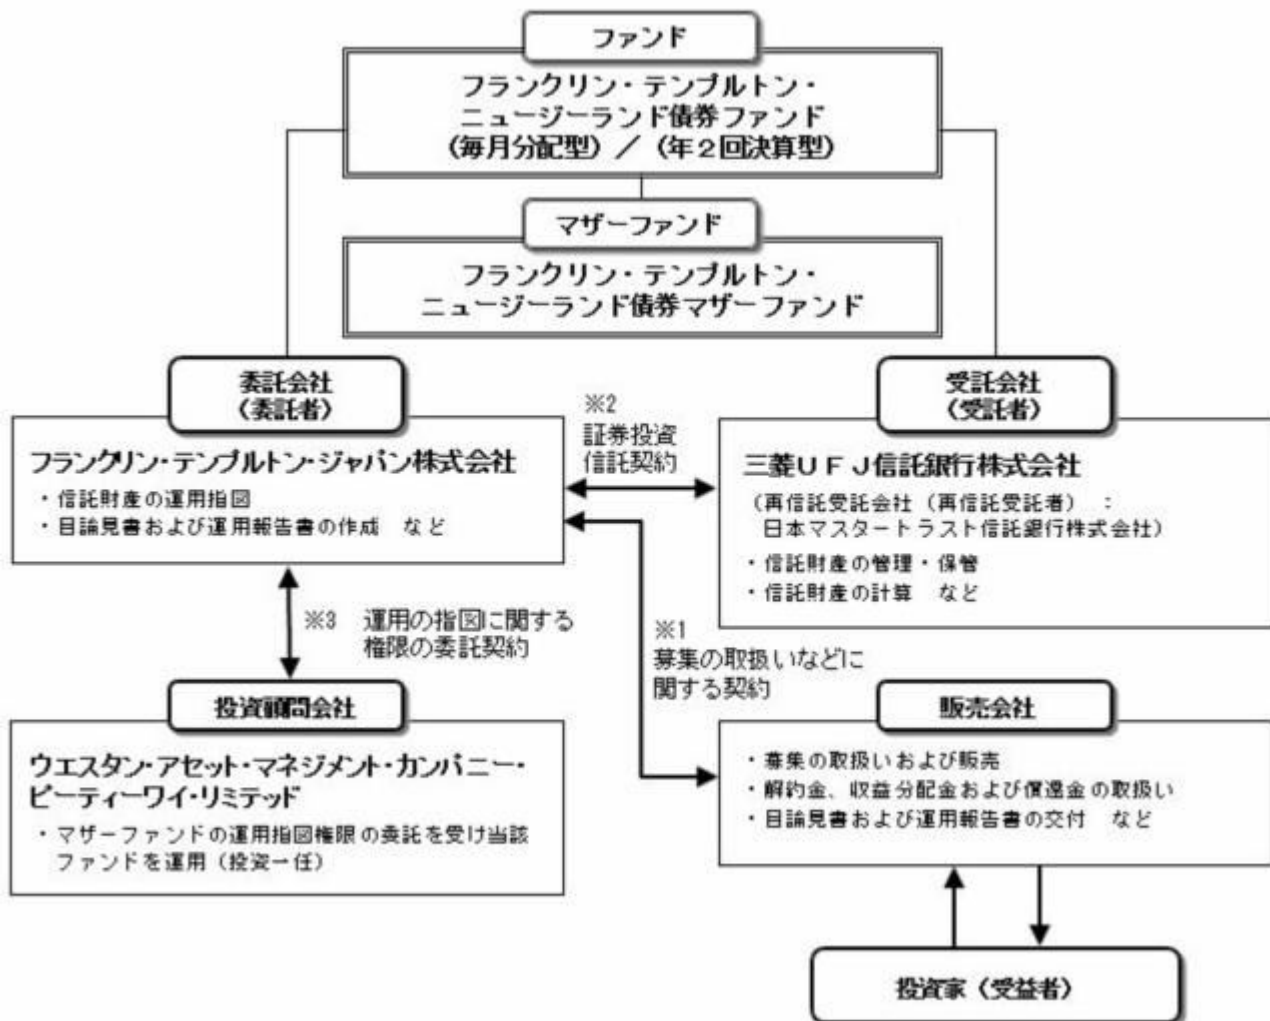 ファンド
フランクリン・テンプルトン・
ニュージーランド債券ファンド
(毎月分配型)／(年２回決算型)
マザーファンド
フランクリン・テンプルトン・
ニュージーランド債券マザーファンド
委託会社
(委託者)
フランクリン・テンプルトン・ジャパン株式会社
・信託財産の運用指図
・目論見書および運用報告書の作成　など
※2
証券投資
信託契約
受託会社
(受託者)
三菱ＵＦＪ信託銀行株式会社
(再信託受託会社（再信託受託者）：
日本マスタートラスト信託銀行株式会社)
・信託財産の管理・保管
・信託財産の計算　など
※3　運用の指図に関する
権限の委託契約
※1
募集の取扱いなどに
関する契約
投資顧問会社
ウエスタン・アセット・マネジメント・カンパニー・
ピーティーワイ・リミテッド
・マザーファンドの運用指図権限の委託を受け当該
ファンドを運用（投資一任）
販売会社
・募集の取扱いおよび販売
・解約金、収益分配金および償還金の取扱い
・目論見書および運用報告書の交付　など
投資家（受益者）